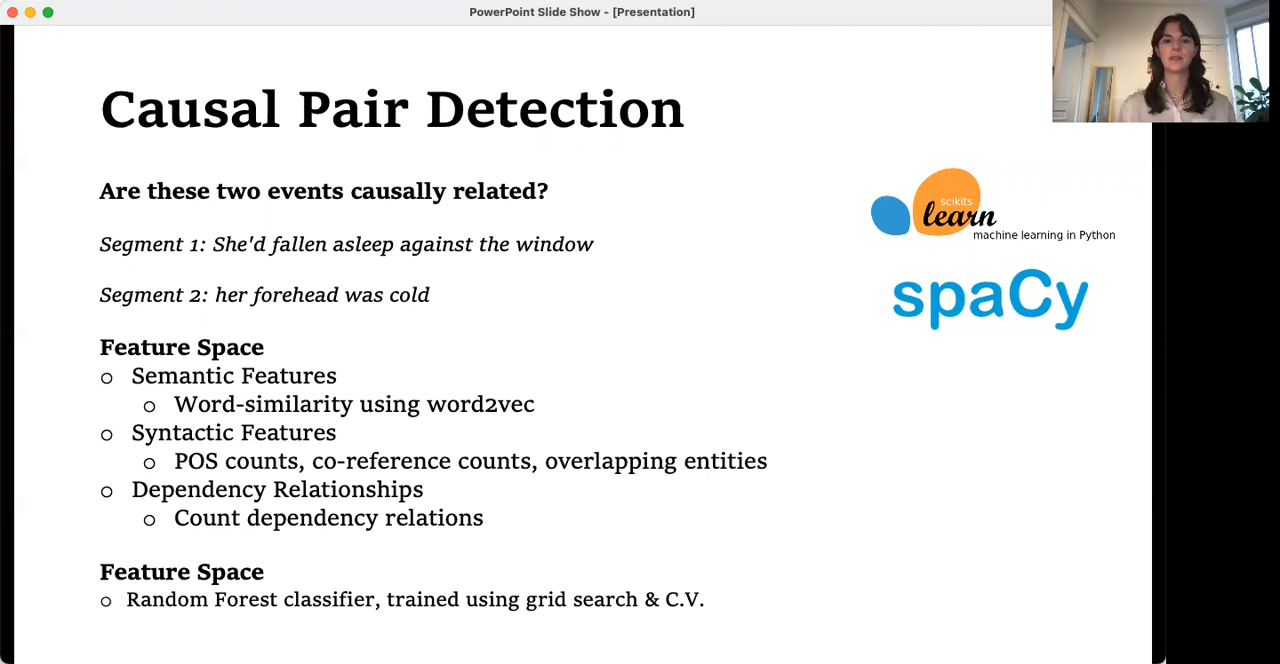 PowerPoint Slide Show - [Presentation]
Causal Pair Detection
Are these two events causally related?
Segment 1: She'd fallen asleep against the window
Segment 2: her forehead was cold
Feature Space
Semantic Features
Word-similarity using word2vec
Syntactic Features
POS counts, co-reference counts, overlapping entities
Dependency Relationships
Count dependency relations
Feature Space
Random Forest classifier, trained using grid search & C.V.
scikits
learn
machine learning in Python
spaCy